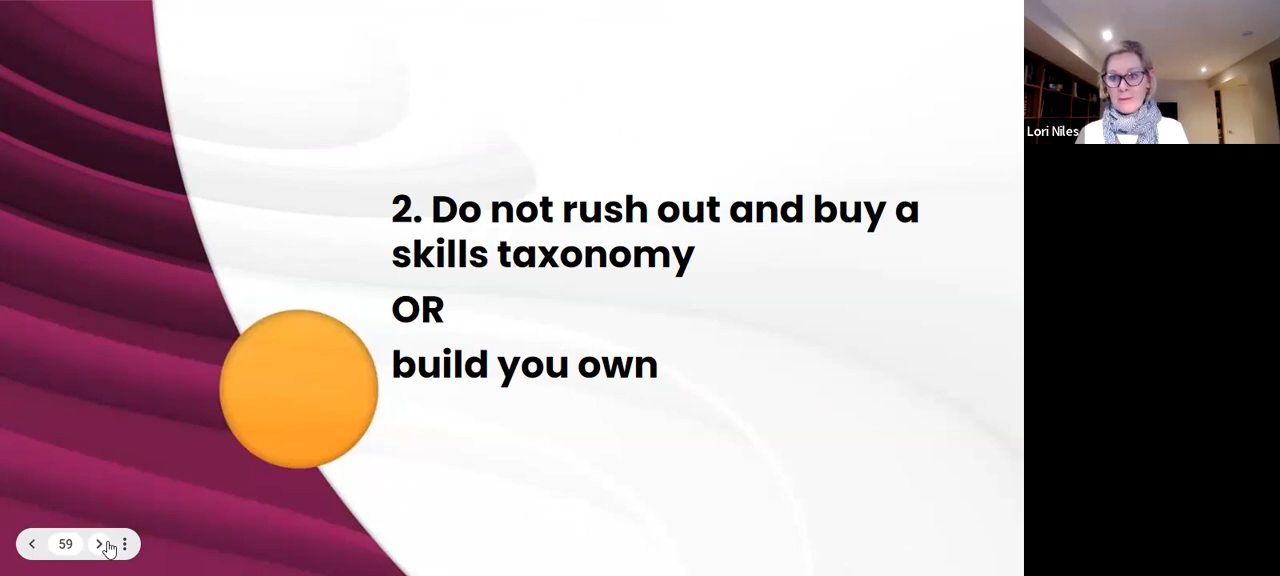 2. Do not rush out and buy a
skills taxonomy
OR
build you own
Lori Niles
59